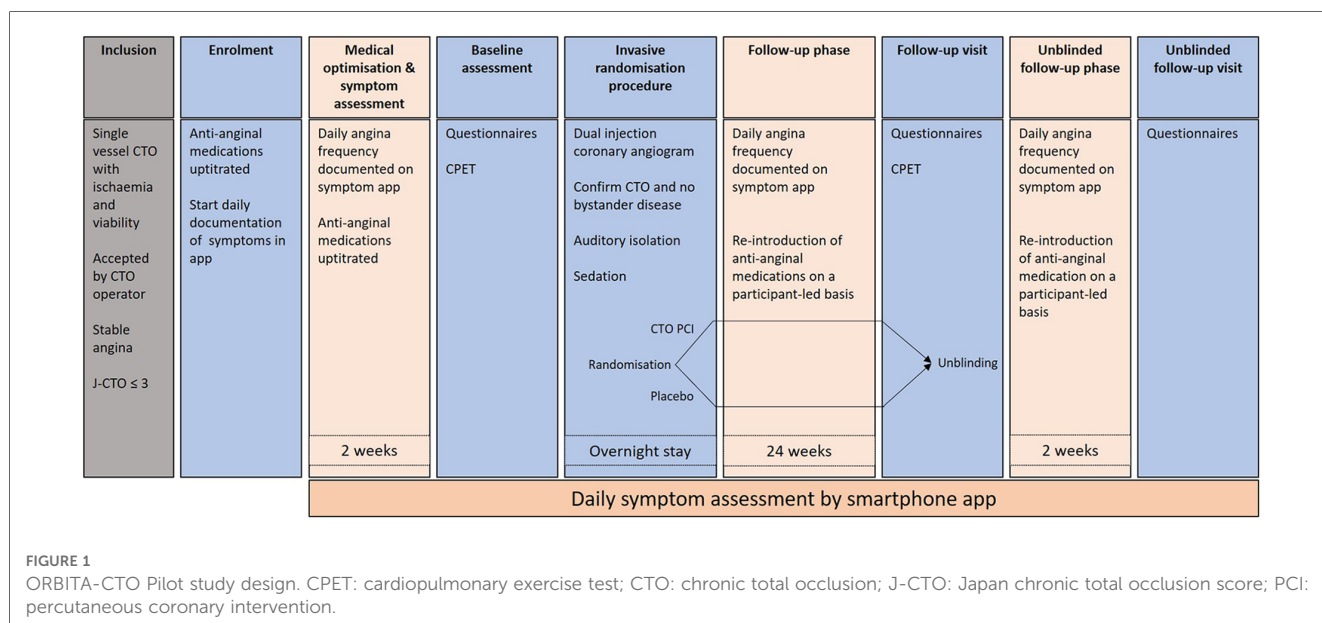 Inclusion
Single
vessel CTO
with
ischaemia
and
viability
Accepted
by CTO
operator
Stable
angina
J-CTO ≤ 3
Enrolment
Anti-anginal
medications
uptitrated
Start daily
documentation
of symptoms in
app
Medical
optimisation &
symptom
assessment
Daily angina
frequency
documented on
symptom app
Anti-anginal
medications
uptitrated
2 weeks
Baseline
assessment
Questionnaires
CPET
Invasive
randomisation
procedure
Dual injection
coronary angiogram
Confirm CTO and no
bystander disease
Auditory isolation
Sedation
CTO PCI
Randomisation
Placebo
Overnight stay
Follow-up phase
Daily angina
frequency
documented on
symptom app
Re-introduction of
anti-anginal
medications on a
participant-led basis
24 weeks
Follow-up visit
Questionnaires
CPET
Unblinding
Unblinded
follow-up phase
Daily angina
frequency
documented on
symptom app
Re-introduction
of anti-anginal
medication on a
participant-led
basis
2 weeks
Unblinded
follow-up visit
Questionnaires
Daily symptom assessment by smartphone app
FIGURE 1
ORBITA-CTO Pilot study design. CPET: cardiopulmonary exercise test; CTO: chronic total occlusion; J-CTO: Japan chronic total occlusion score; PCI:
percutaneous coronary intervention.